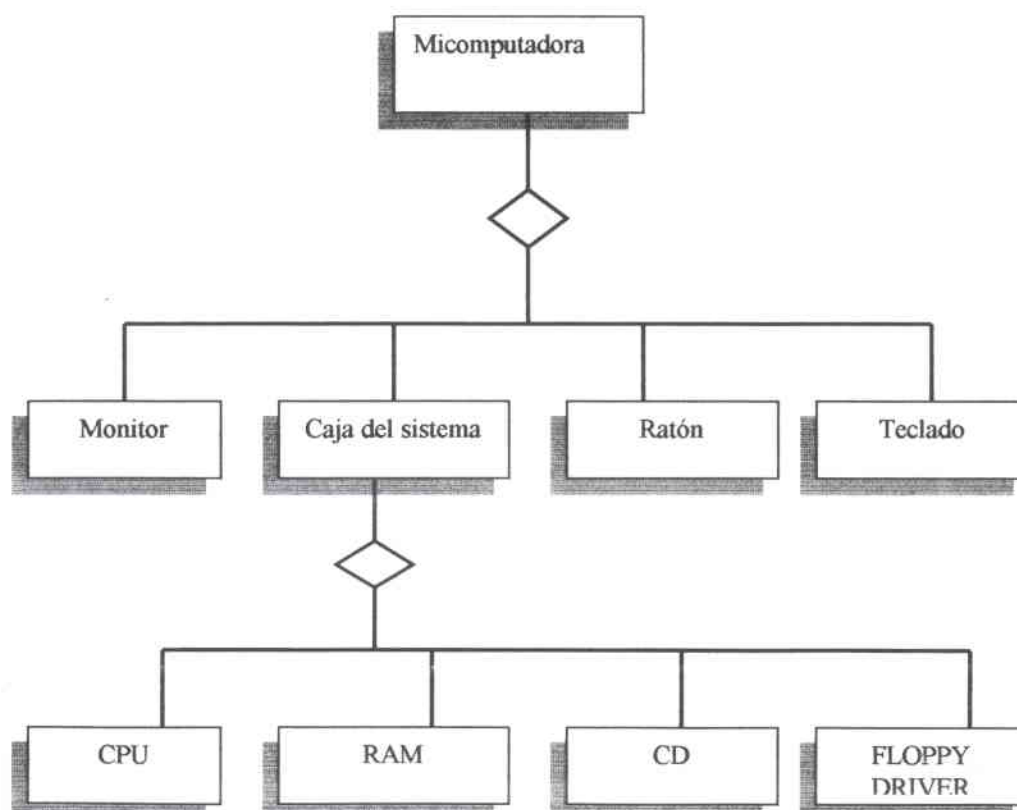 Micomputadora
Monitor
Caja del sistema
Ratón
Teclado
CPU
RAM
CD
FLOPPY
DRIVER